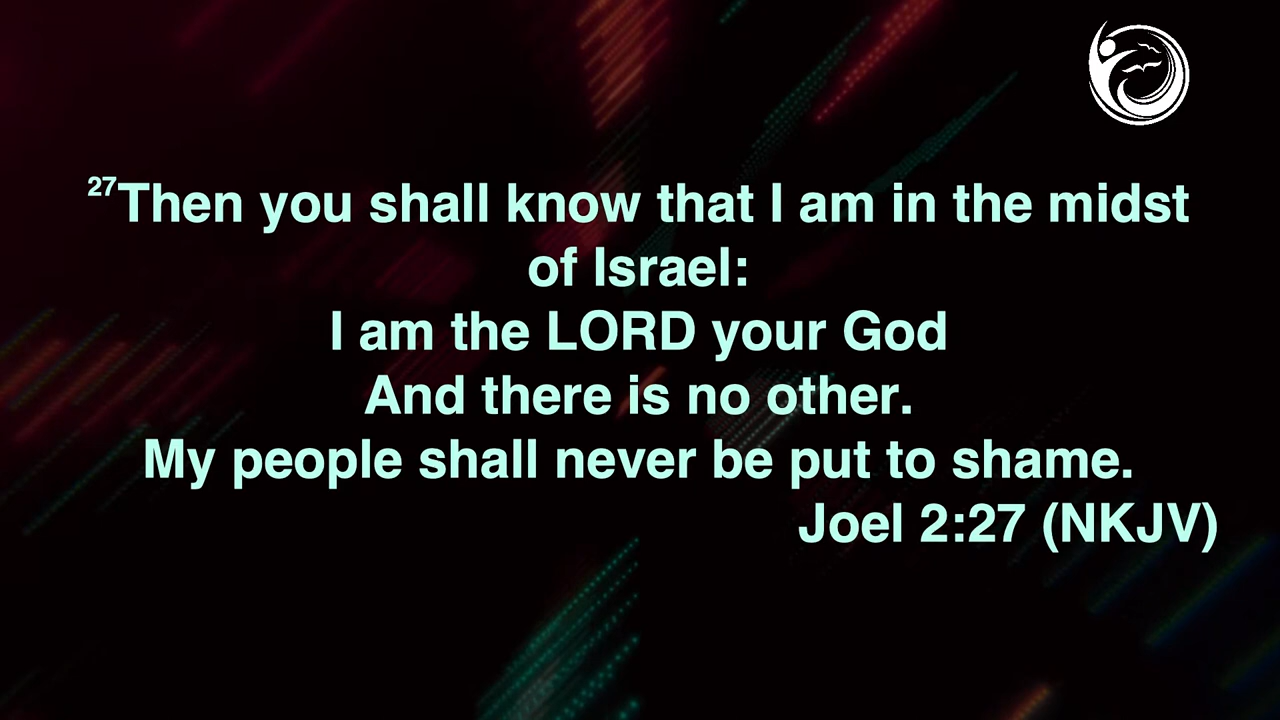 27Then you shall know that I am in the midst
of Israel:
I am the LORD your God
And there is no other.
My people shall never be put to shame.
Joel 2:27 (NKJV)